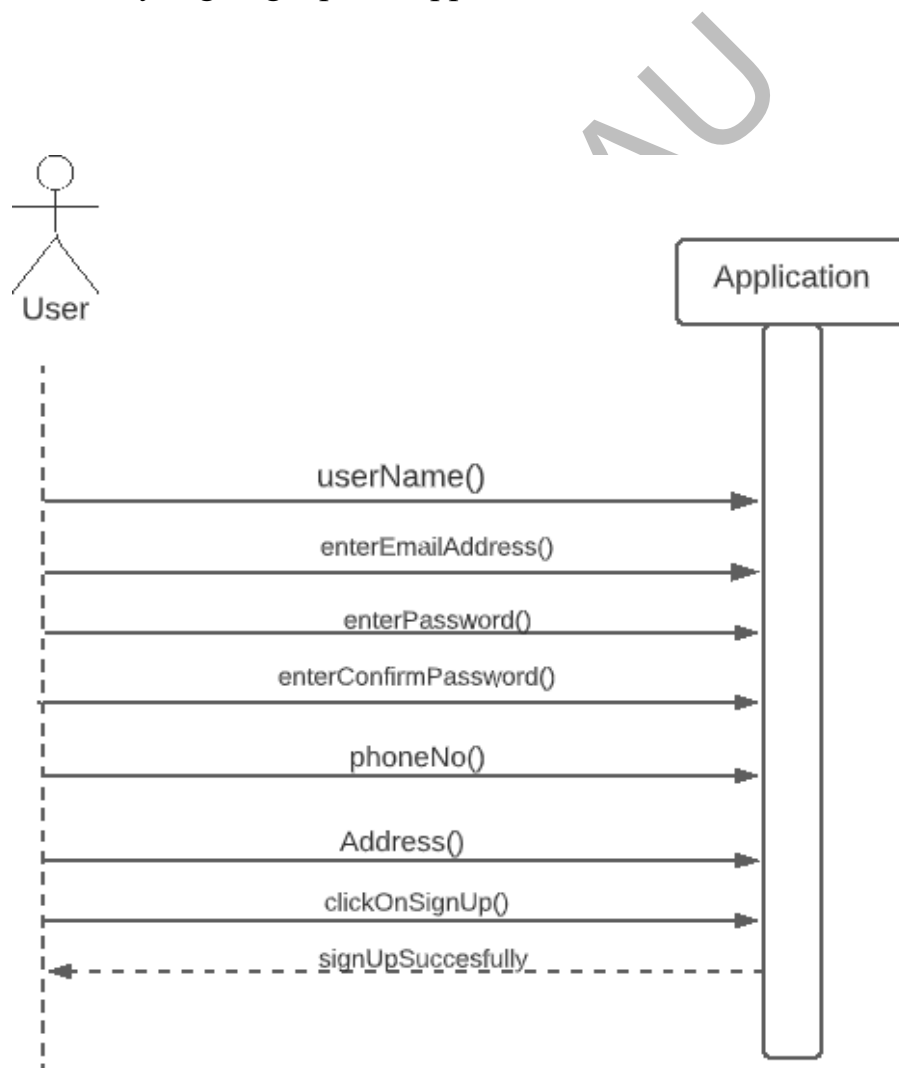 User
Application
userName()
enterEmailAddress()
enterPassword()
enterConfirmPassword()
phoneNo()
Address()
clickOnSignUp()
signUpSuccesfully